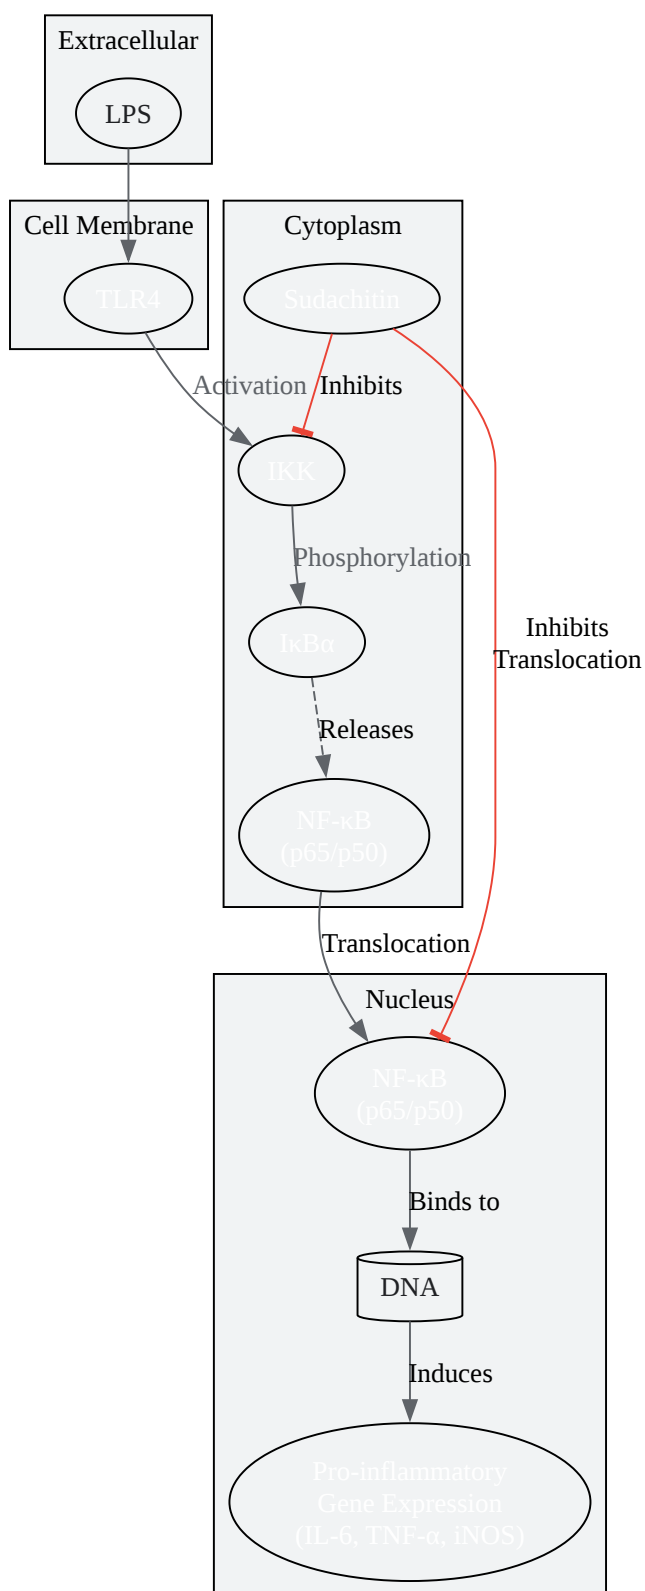 Extracellular
LPS
Cell Membrane
Cytoplasm
TLR4
Sudachitin
Activation
Inhibits
IKK
Phosphorylation
IκBα
Inhibits
Translocation
Releases
NF-κB
(p65/p50)
Translocation
Nucleus
NF-κB
(p65/p50)
Binds to
DNA
Induces
Pro-inflammatory
Gene Expression
(IL-6, TNF-α, iNOS)